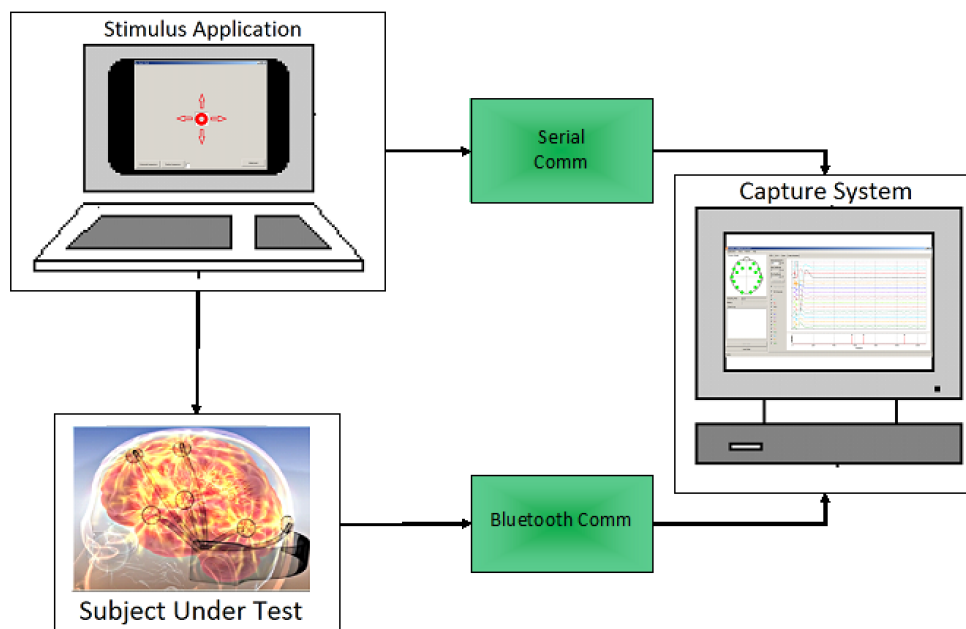 Stimulus Application
Serial
Comm
Capture System
Bluetooth Comm
Subject Under Test